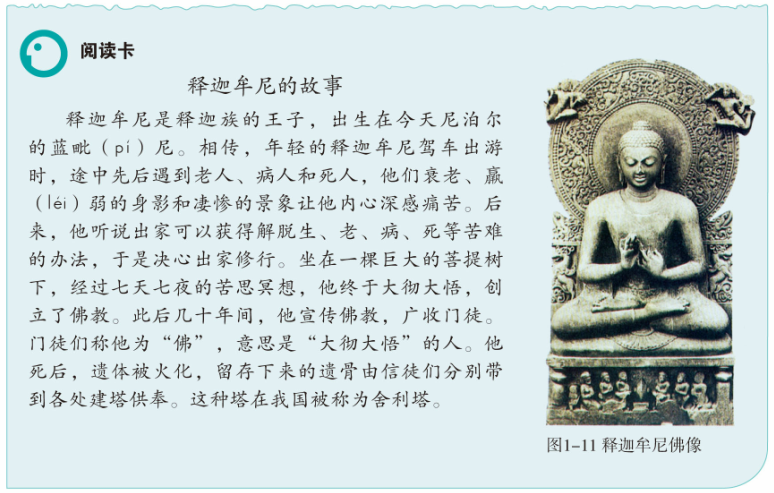 阅读卡
释迦牟尼的故事
释迦牟尼是释迦族的王子，出生在今天尼泊尔
的蓝毗（pí）尼。相传，年轻的释迦牟尼驾车出游
时，途中先后遇到老人、病人和死人，他们衰老、羸
（léi）弱的身影和凄惨的景象让他内心深感痛苦。后
来，他听说出家可以获得解脱生、老、病、死等苦难
的办法，于是决心出家修行。坐在一棵巨大的菩提树
下，经过七天七夜的苦思冥想，他终于大彻大悟，创
立了佛教。此后几十年间，他宣传佛教，广收门徒。
门徒们称他为“佛”，意思是“大彻大悟”的人。他
死后，遗体被火化，留存下来的遗骨由信徒们分别带
到各处建塔供奉。这种塔在我国被称为舍利塔。
图1-11 释迦牟尼佛像